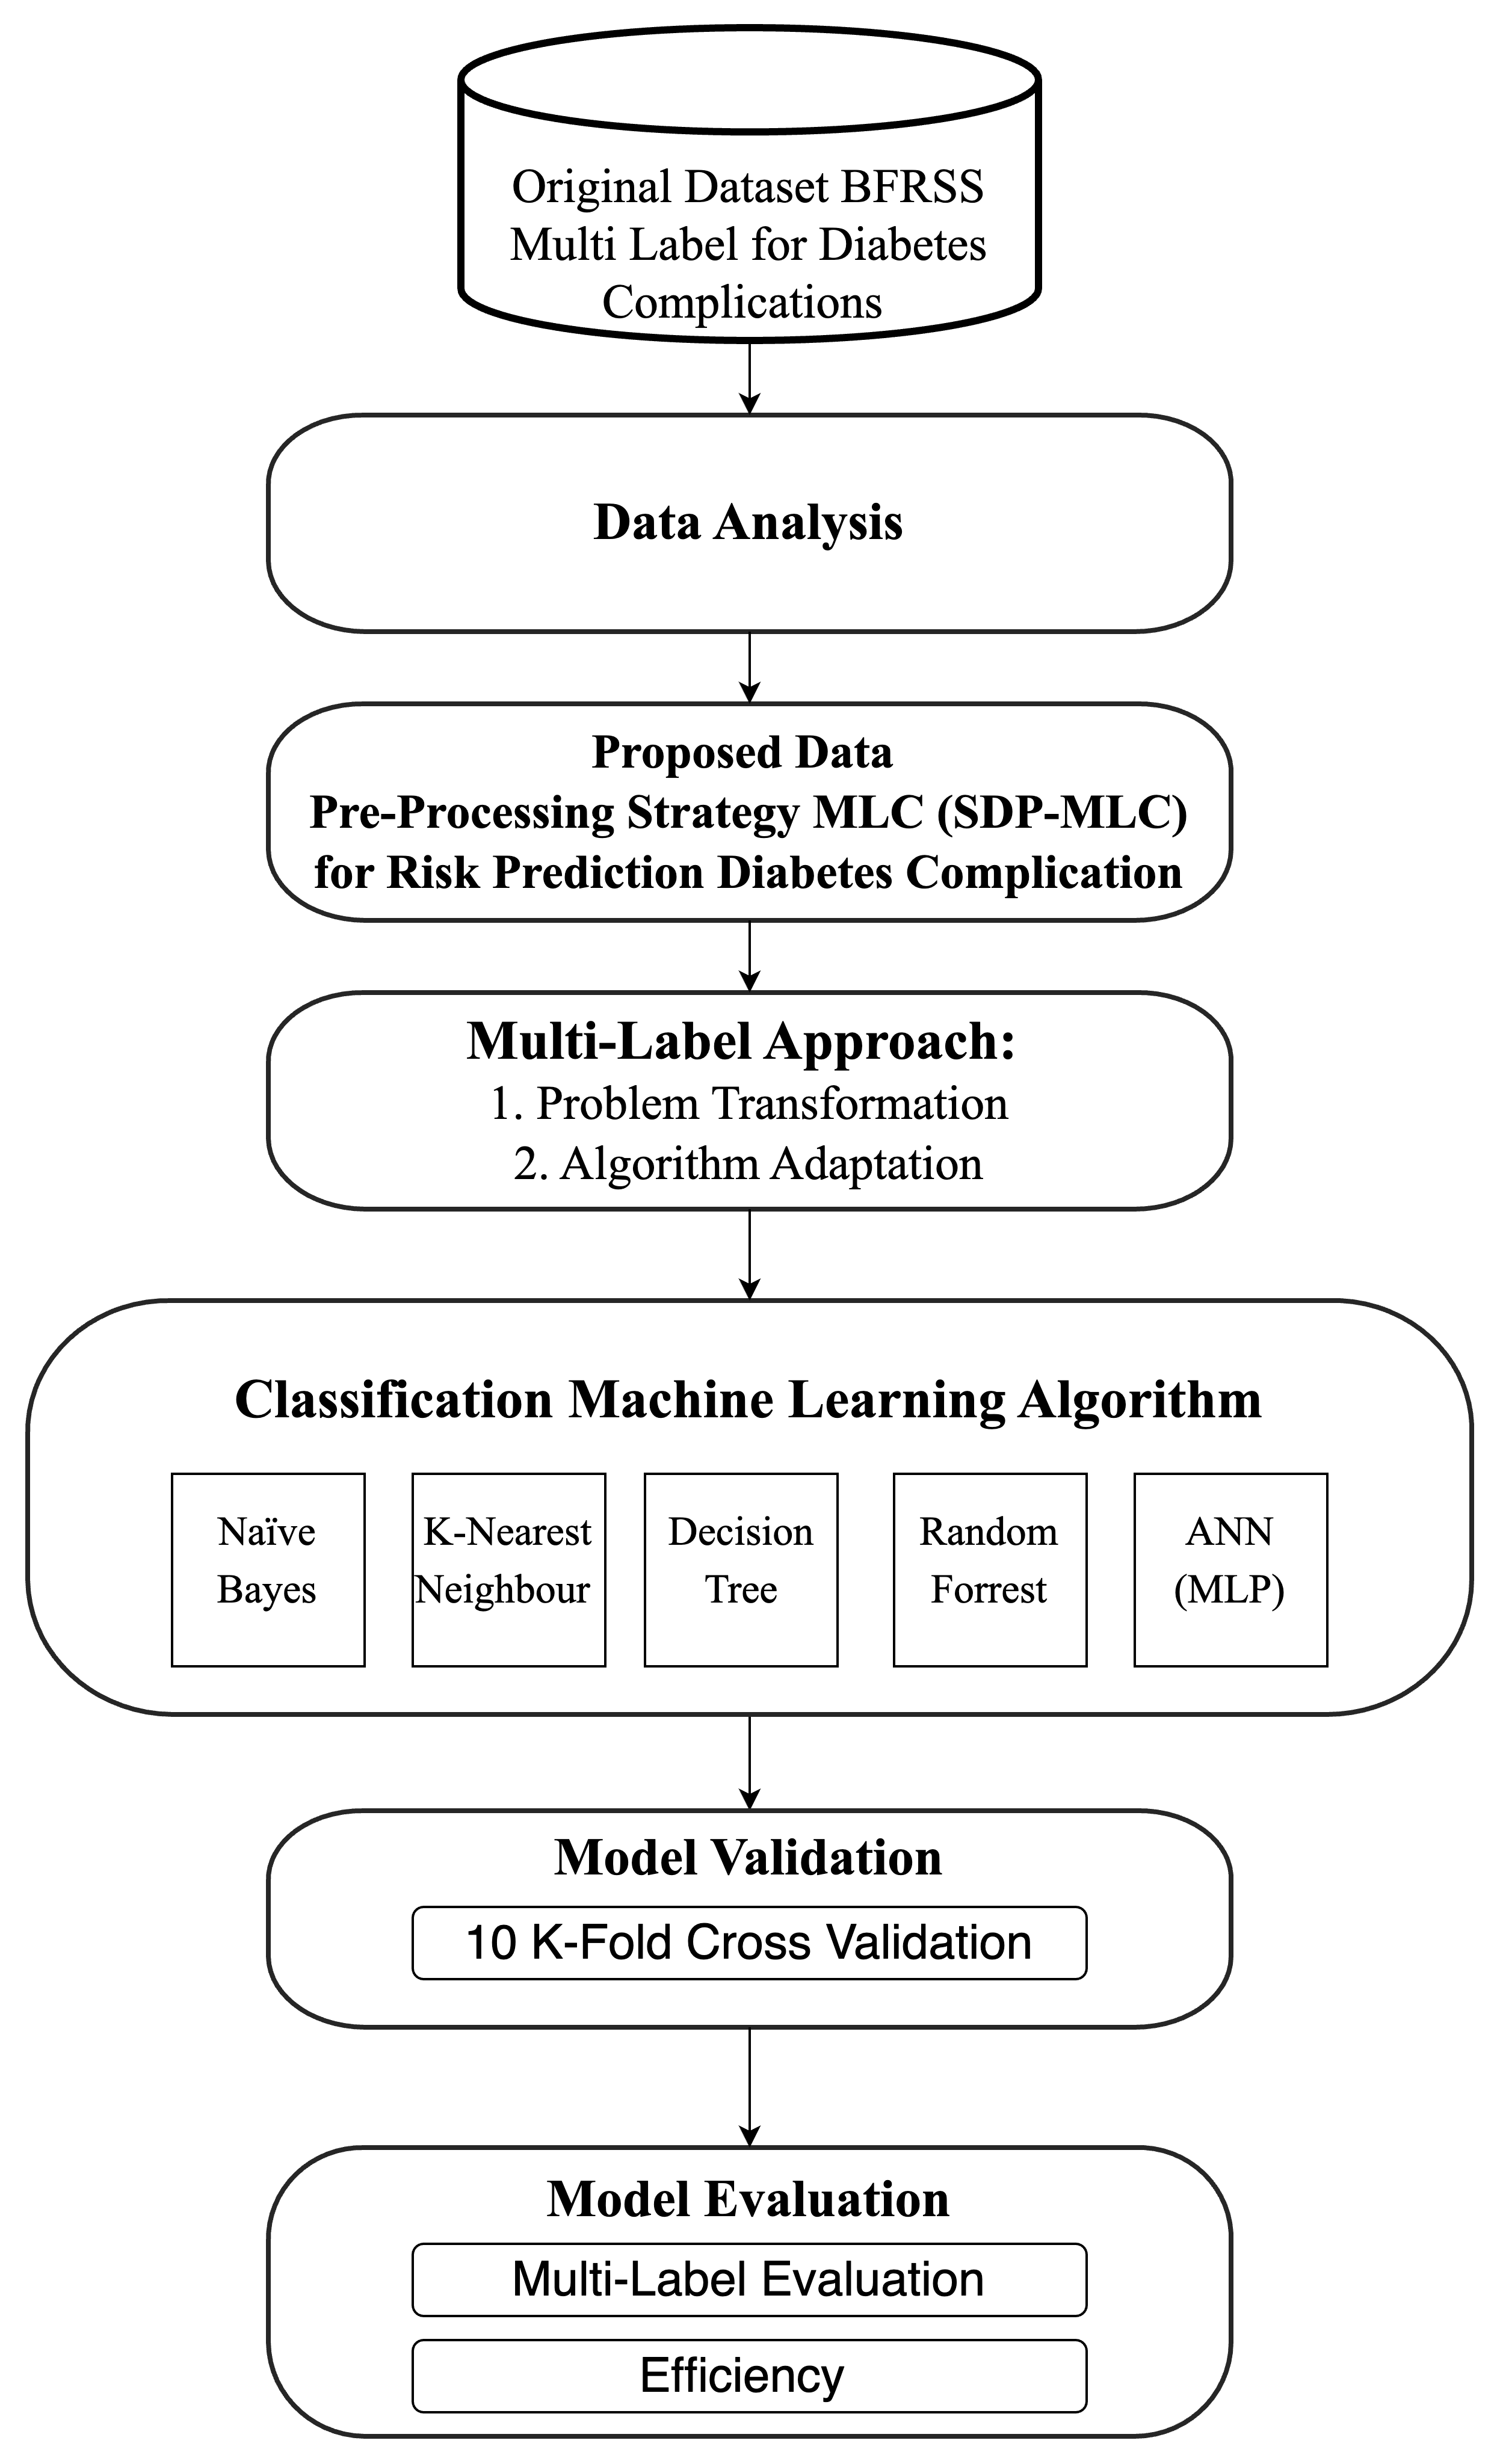 Original Dataset BFRSS
Multi Label for Diabetes
Complications
Data Analysis
Proposed Data
Pre-Processing Strategy MLC (SDP-MLC)
for Risk Prediction Diabetes Complication
Multi-Label Approach:
1. Problem Transformation
2. Algorithm Adaptation
Classification Machine Learning Algorithm
Naïve
Bayes
K-Nearest
Neighbour
Decision
Tree
Random
Forrest
ANN
(MLP)
Model Validation
10 K-Fold Cross Validation
Model Evaluation
Multi-Label Evaluation
Efficiency